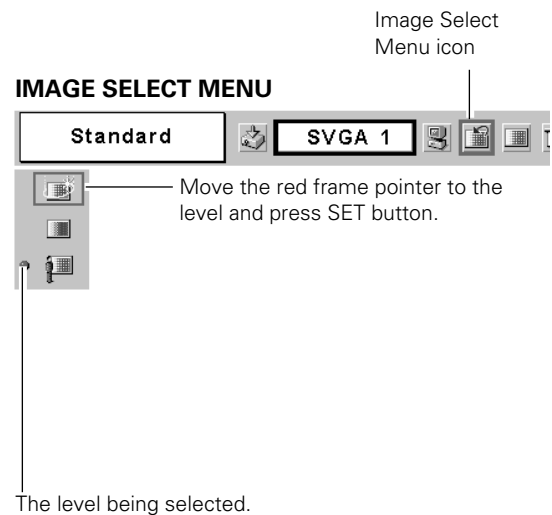 Image Select
Menu icon
IMAGE SELECT MENU
Standard
SVGA 1
Move the red frame pointer to the
level and press SET button.
The level being selected.